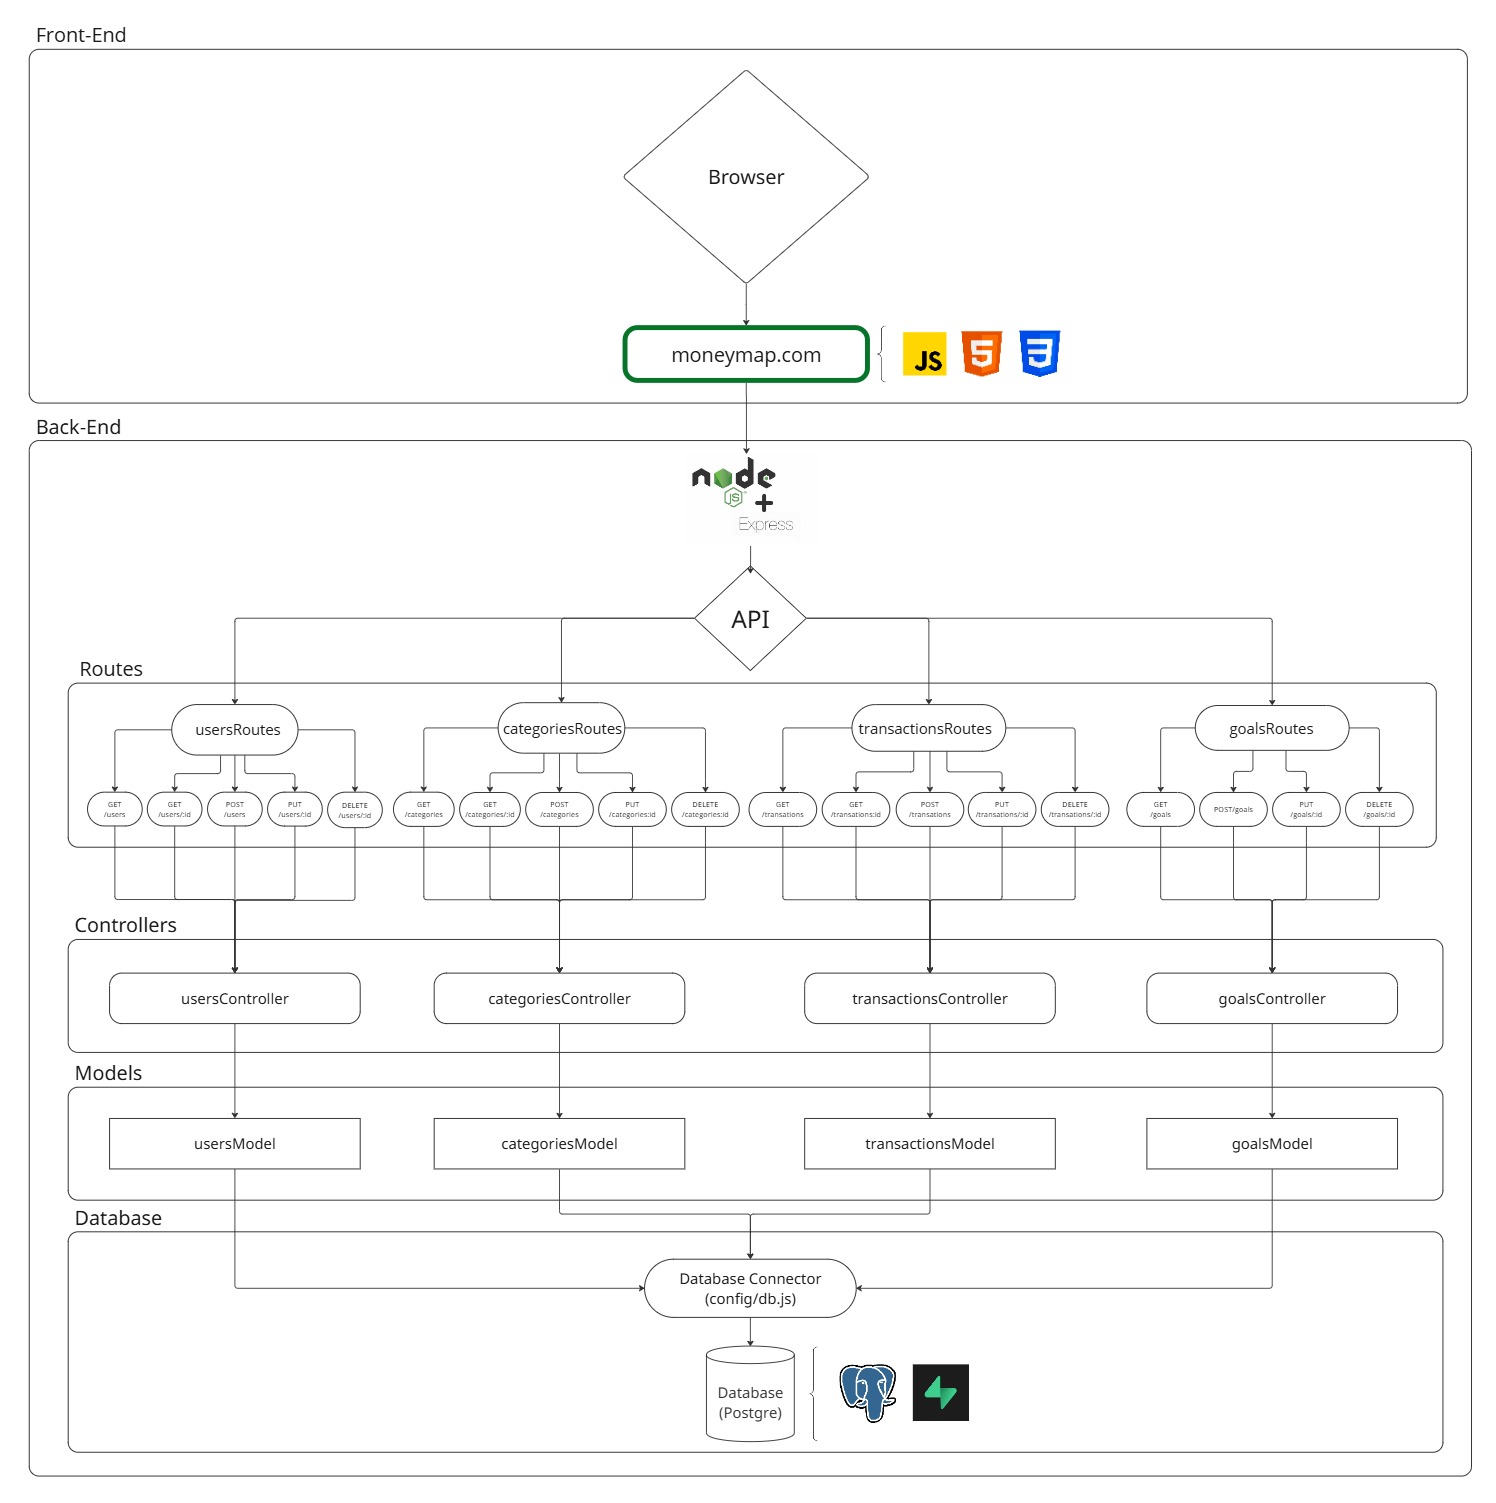 Front-End
Browser
moneymap.com
JS
5
3
Back-End
node
JS
+
Express
API
Routes
usersRoutes
categoriesRoutes
transactionsRoutes
goalsRoutes
GET
/users
GET
/users/:id
POST
/users
PUT
/users/:id
DELETE
/users/:id
GET
/categories
GET
/categories/:id
POST
/categories
PUT
/categories:id
DELETE
/categories:id
GET
/transations
GET
/transations:id
POST
/transations
PUT
/transations/:id
DELETE
/transations/:id
GET
/goals
POST/goals
PUT
/goals/:id
DELETE
/goals/:id
Controllers
usersController
categoriesController
transactionsController
goalsController
Models
usersModel
categoriesModel
transactionsModel
goalsModel
Database
Database Connector
(config/db.js)
Database
(Postgre)